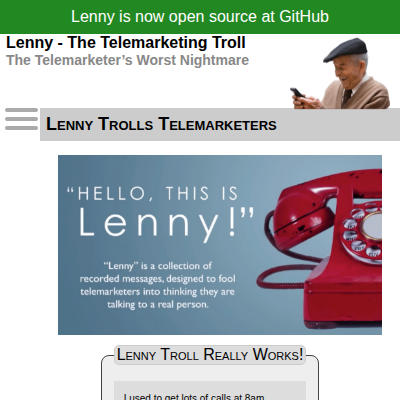 Lenny is now open source at GitHub
Lenny - The Telemarketing Troll
The Telemarketer’s Worst Nightmare
Lenny Trolls Telemarketers
“HELLO, THIS IS
Lenny!”
“Lenny” is a collection of
recorded messages, designed to fool
telemarketers into thinking they are
talking to a real person.
Lenny Troll Really Works!
I used to get lots of calls at 8am